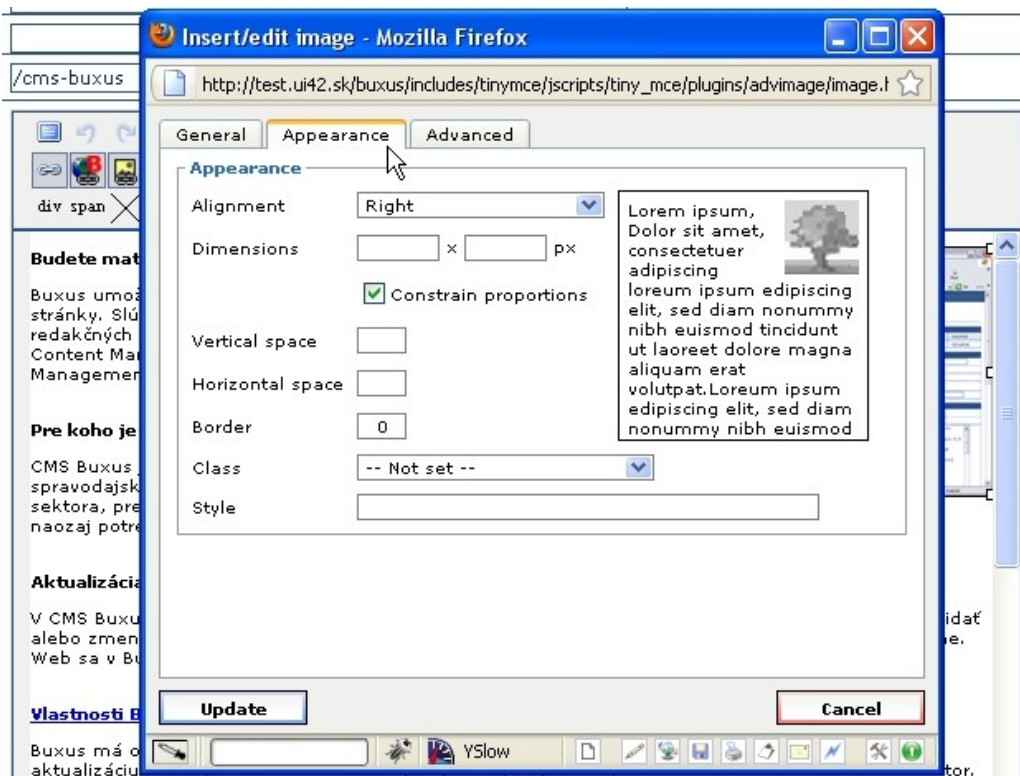 Insert/edit image - Mozilla Firefox
/cms-buxus
http://test.ui42.sk/buxus/includes/tinymce/jscripts/tiny_mce/plugins/advimage/image.h
General Appearance Advanced
Appearance
Alignment Right
Dimensions x px
Constrain proportions
Vertical space
Horizontal space
Border 0
Class -- Not set --
Style
Lorem ipsum,
Dolor sit amet,
consectetuer
adipiscing
loreum ipsum edipiscing
elit, sed diam nonummy
nibh euismod tincidunt
ut laoreet dolore magna
aliquam erat
volutpat.Loreum ipsum
edipiscing elit, sed diam
nonummy nibh euismod
Update Cancel
YSlow
div span
Budete mat
Buxus umož
stránky. Slú
redakčných
Content Ma
Managemer
Pre koho je
CMS Buxus
spravodajsk
sektora, pre
naozaj potre
Aktualizácia
V CMS Buxu idať
alebo zmen ie.
Web sa v Bu
Vlastnosti B
Buxus má o
aktualizáciu tor.